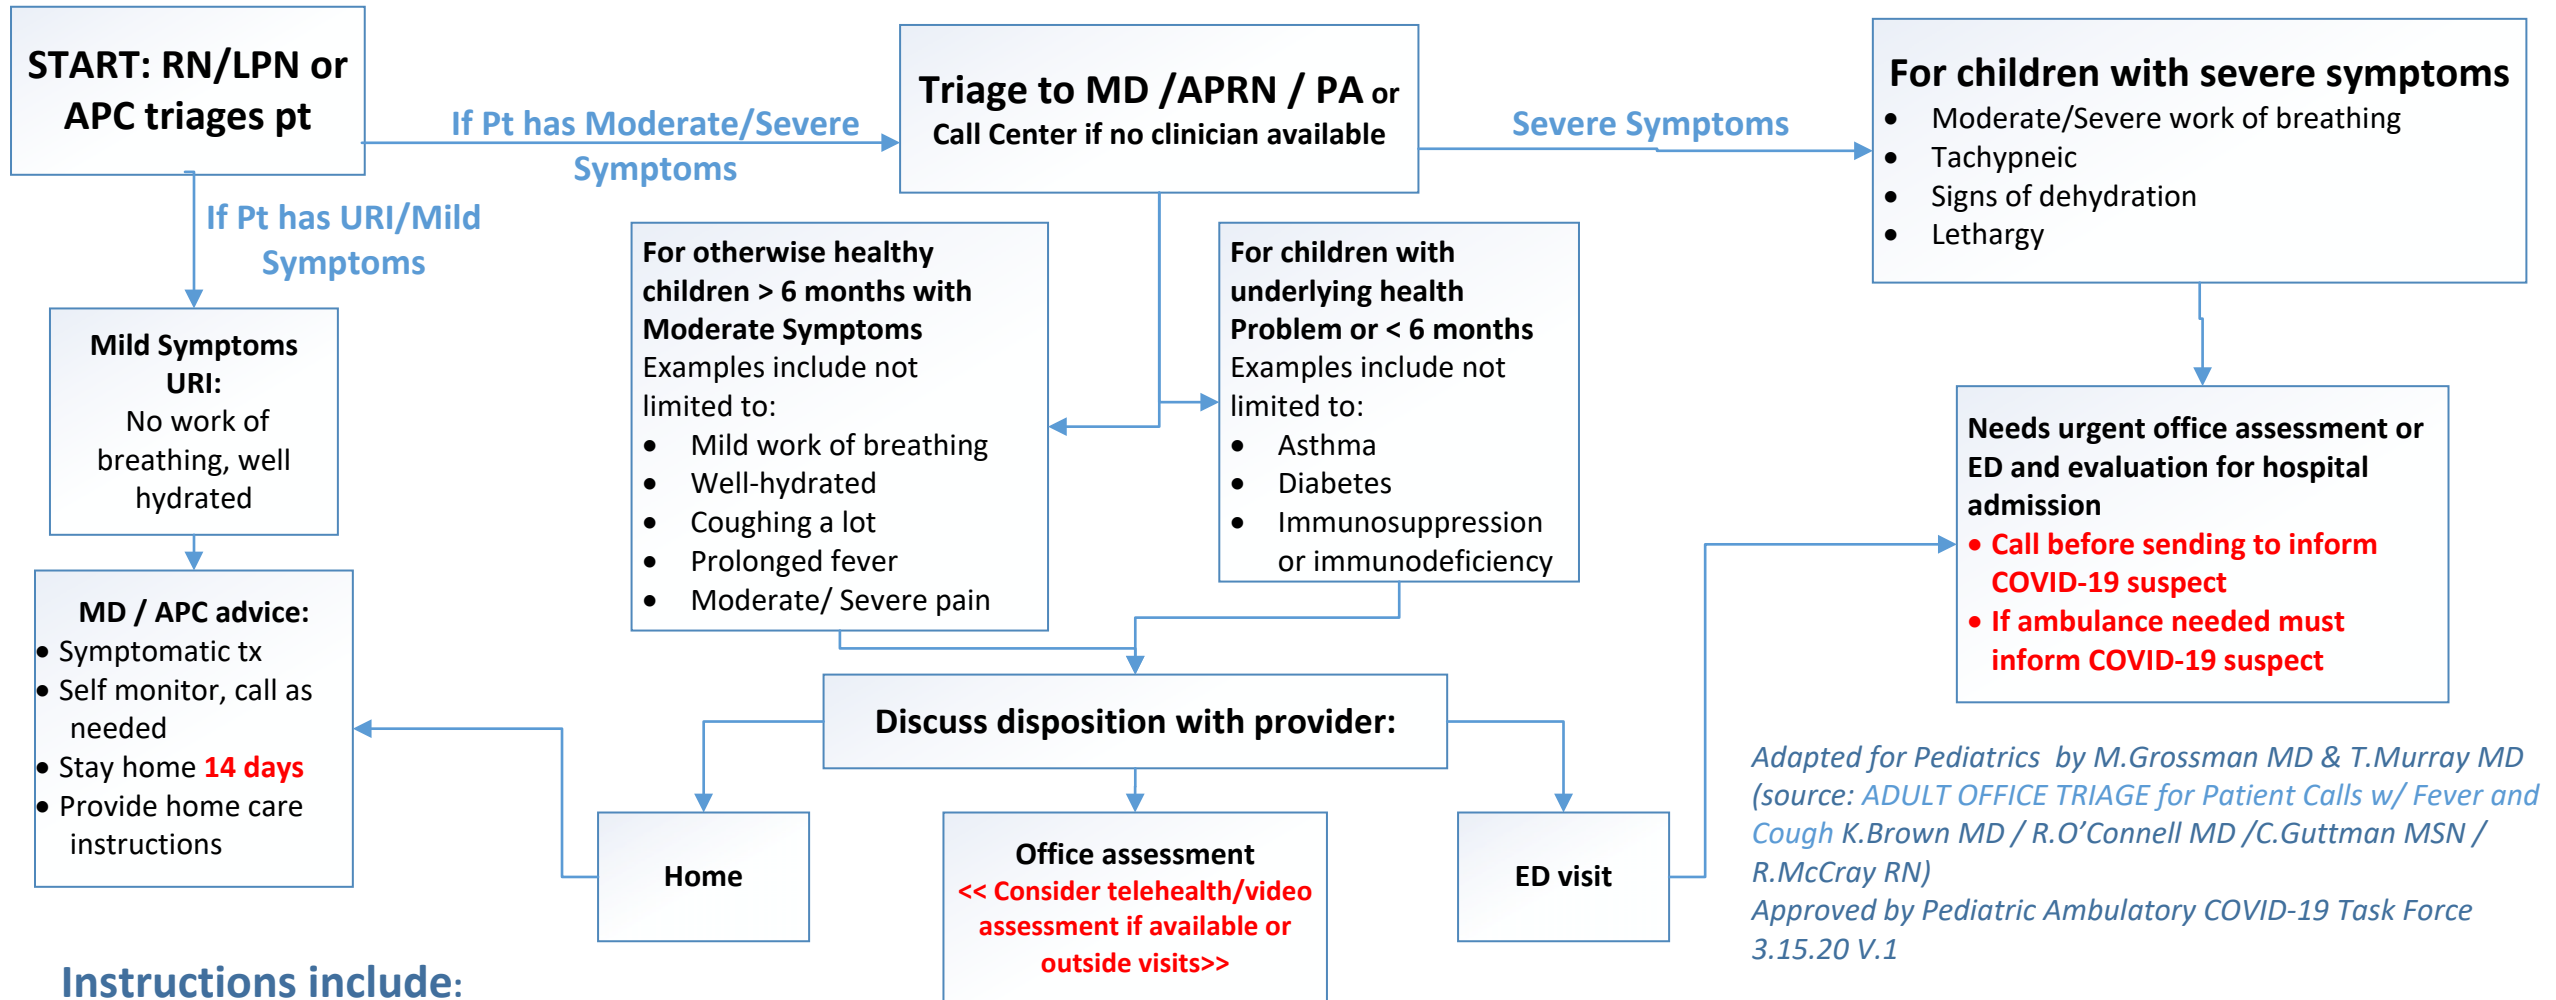 START: RN/LPN or
APC triages pt
If Pt has Moderate/Severe
Symptoms
Triage to MD /APRN / PA or
Call Center if no clinician available
Severe Symptoms
For children with severe symptoms
• Moderate/Severe work of breathing
• Tachypneic
• Signs of dehydration
• Lethargy
If Pt has URI/Mild
Symptoms
Mild Symptoms
URI:
No work of
breathing, well
hydrated
For otherwise healthy
children > 6 months with
Moderate Symptoms
Examples include not
limited to:
• Mild work of breathing
• Well-hydrated
• Coughing a lot
• Prolonged fever
• Moderate/ Severe pain
For children with
underlying health
Problem or < 6 months
Examples include not
limited to:
• Asthma
• Diabetes
• Immunosuppression
or immunodeficiency
Needs urgent office assessment or
ED and evaluation for hospital
admission
• Call before sending to inform
COVID-19 suspect
• If ambulance needed must
inform COVID-19 suspect
MD / APC advice:
• Symptomatic tx
• Self monitor, call as
needed
• Stay home 14 days
• Provide home care
instructions
Discuss disposition with provider:
Home
Office assessment
<< Consider telehealth/video
assessment if available or
outside visits>>
ED visit
Adapted for Pediatrics by M.Grossman MD & T.Murray MD
(source: ADULT OFFICE TRIAGE for Patient Calls w/ Fever and
Cough K.Brown MD / R.O’Connell MD /C.Guttman MSN /
R.McCray RN)
Approved by Pediatric Ambulatory COVID-19 Task Force
3.15.20 V.1
Instructions include: